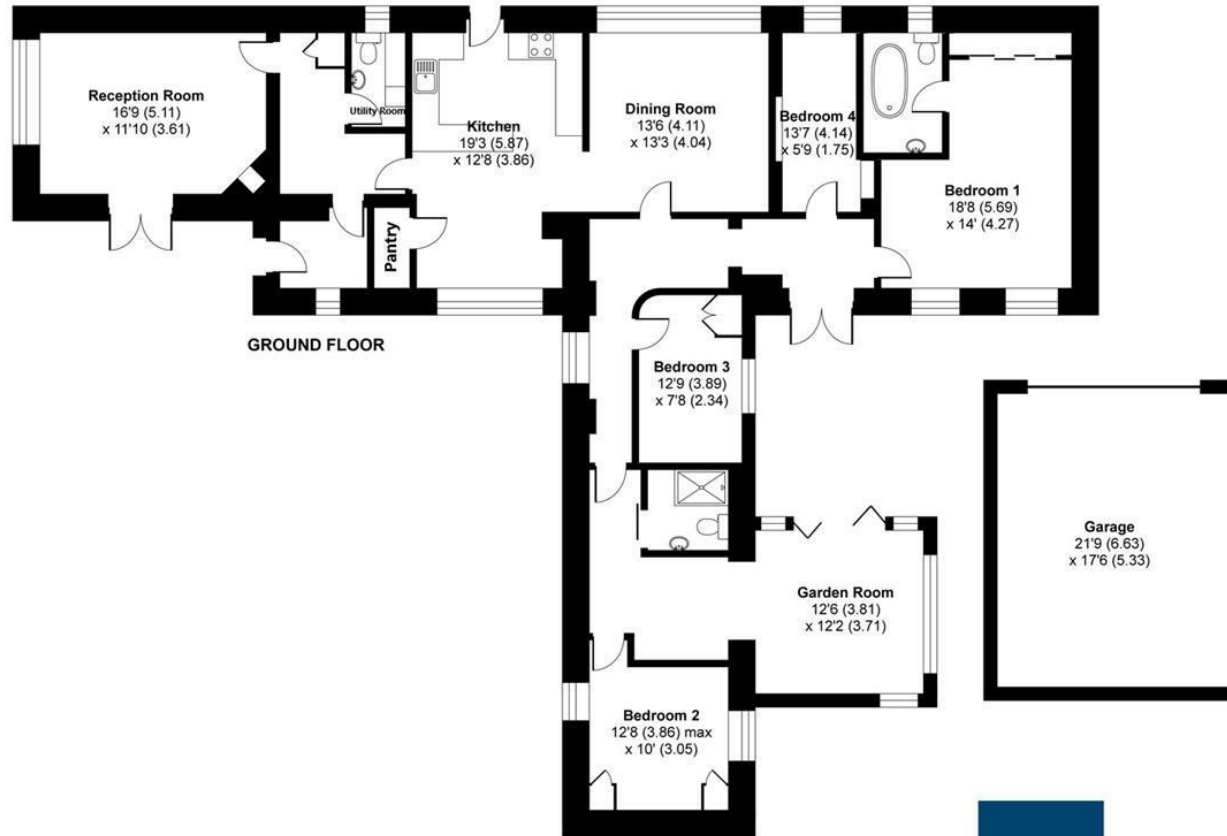 Reception Room
16'9 (5.11)
x 11'10 (3.61)
Utility Room
Kitchen
19'3 (5.87)
x 12'8 (3.86)
Dining Room
13'6 (4.11)
x 13'3 (4.04)
Bedroom 4
13'7 (4.14)
x 5'9 (1.75)
Bedroom 1
18'8 (5.69)
x 14' (4.27)
Pantry
GROUND FLOOR
Bedroom 3
12'9 (3.89)
x 7'8 (2.34)
Garage
21'9 (6.63)
x 17'6 (5.33)
Garden Room
12'6 (3.81)
x 12'2 (3.71)
Bedroom 2
12'8 (3.86) max
x 10' (3.05)